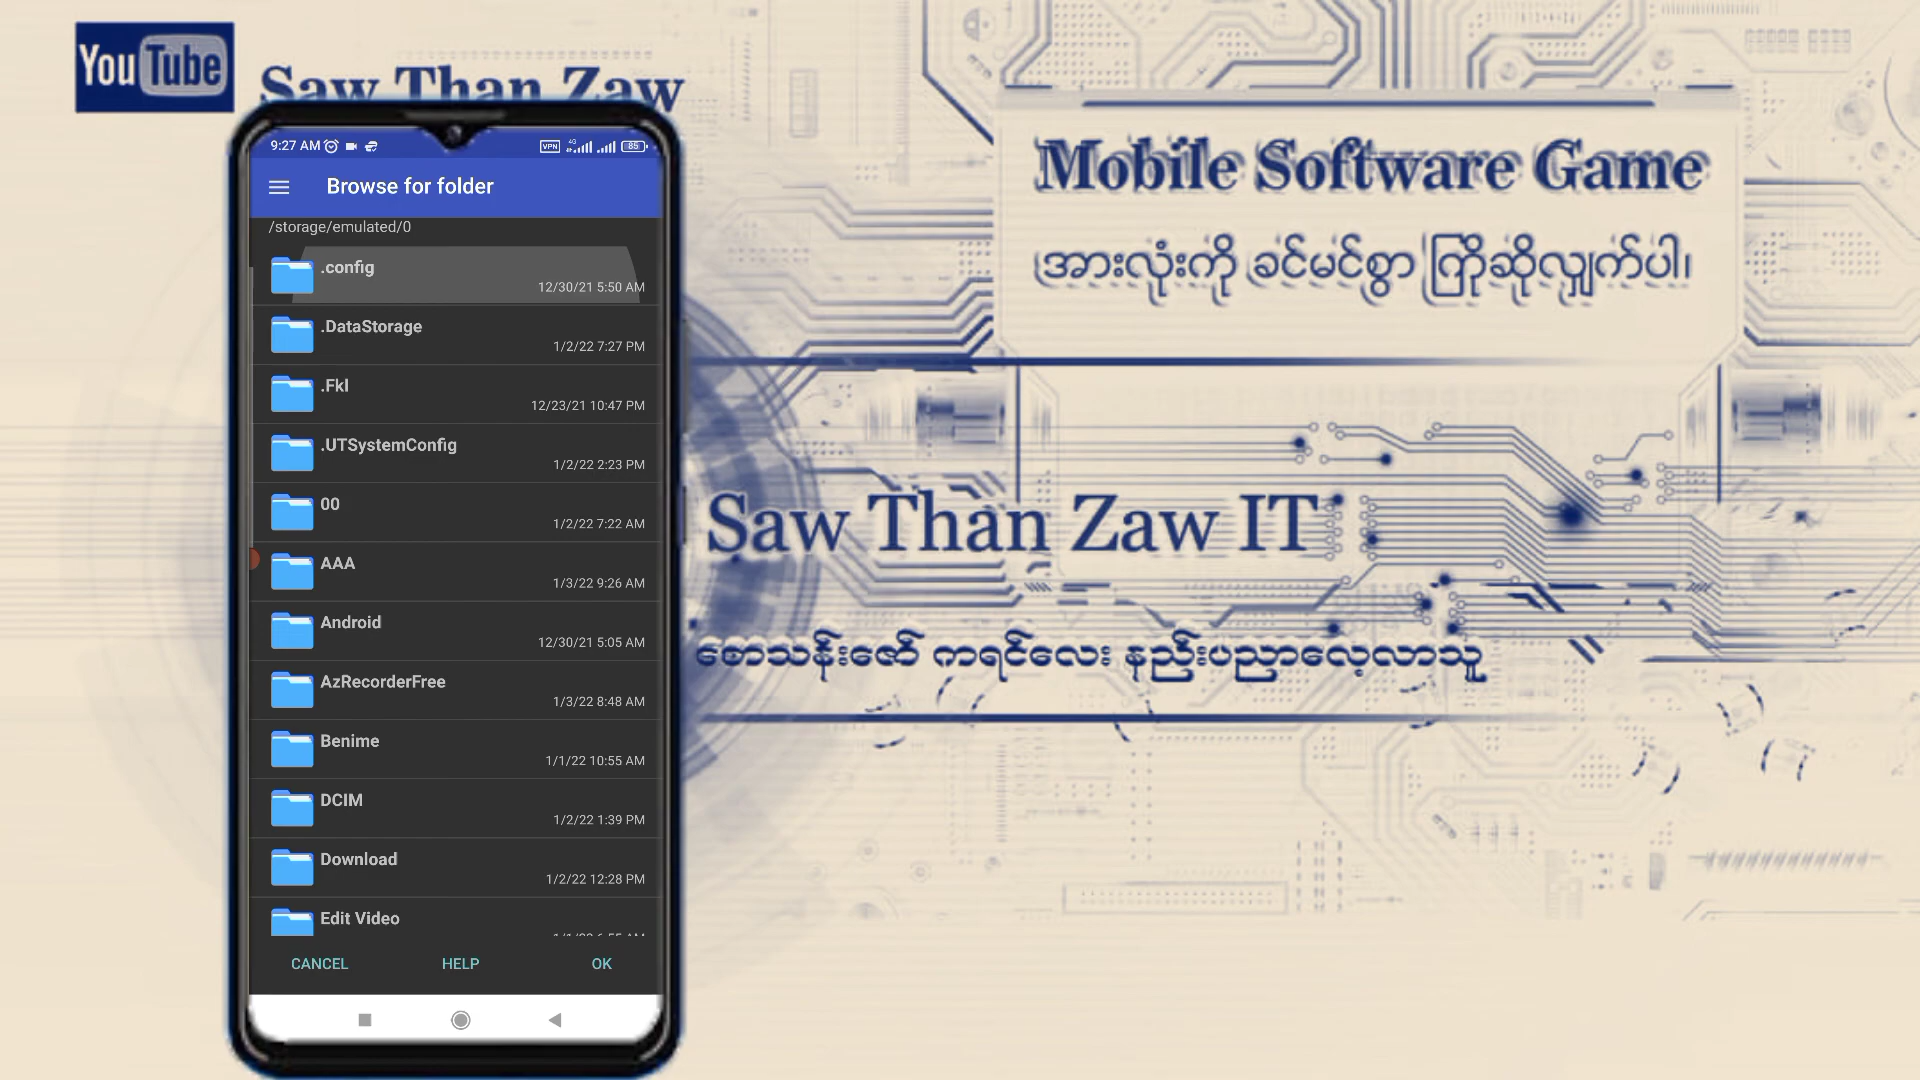 YouTube
Saw Than Zaw
Mobile Software Game
အားလုံးကို ခင်မင်စွာ ကြိုဆိုလျှက်ပါ၊
Saw Than Zaw IT
စောသန်းဇော် ကရင်လေး နည်းပညာလေ့လာသူ
9:27 AM
VPN
4G
85
Browse for folder
/storage/emulated/0
.config
12/30/21 5:50 AM
.DataStorage
1/2/22 7:27 PM
.Fkl
12/23/21 10:47 PM
.UTSystemConfig
1/2/22 2:23 PM
00
1/2/22 7:22 AM
AAA
1/3/22 9:26 AM
Android
12/30/21 5:05 AM
AzRecorderFree
1/3/22 8:48 AM
Benime
1/1/22 10:55 AM
DCIM
1/2/22 1:39 PM
Download
1/2/22 12:28 PM
Edit Video
CANCEL
HELP
OK